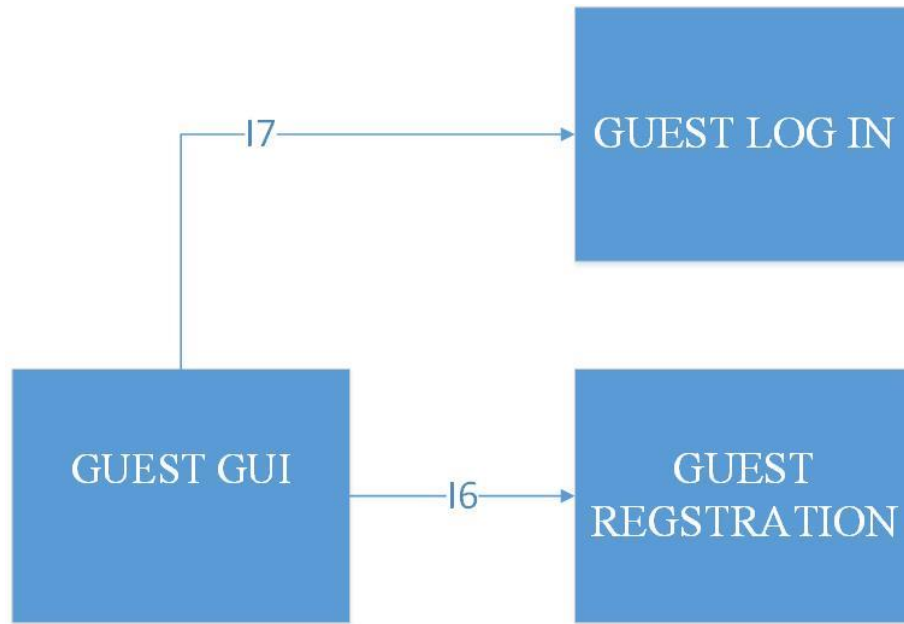 I7
GUEST LOG IN
GUEST GUI
I6
GUEST
REGSTRATION